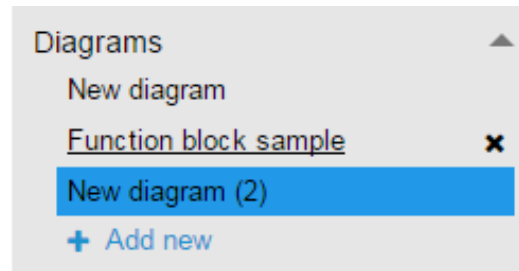 Diagrams
New diagram
Function block sample
New diagram (2)
Add new